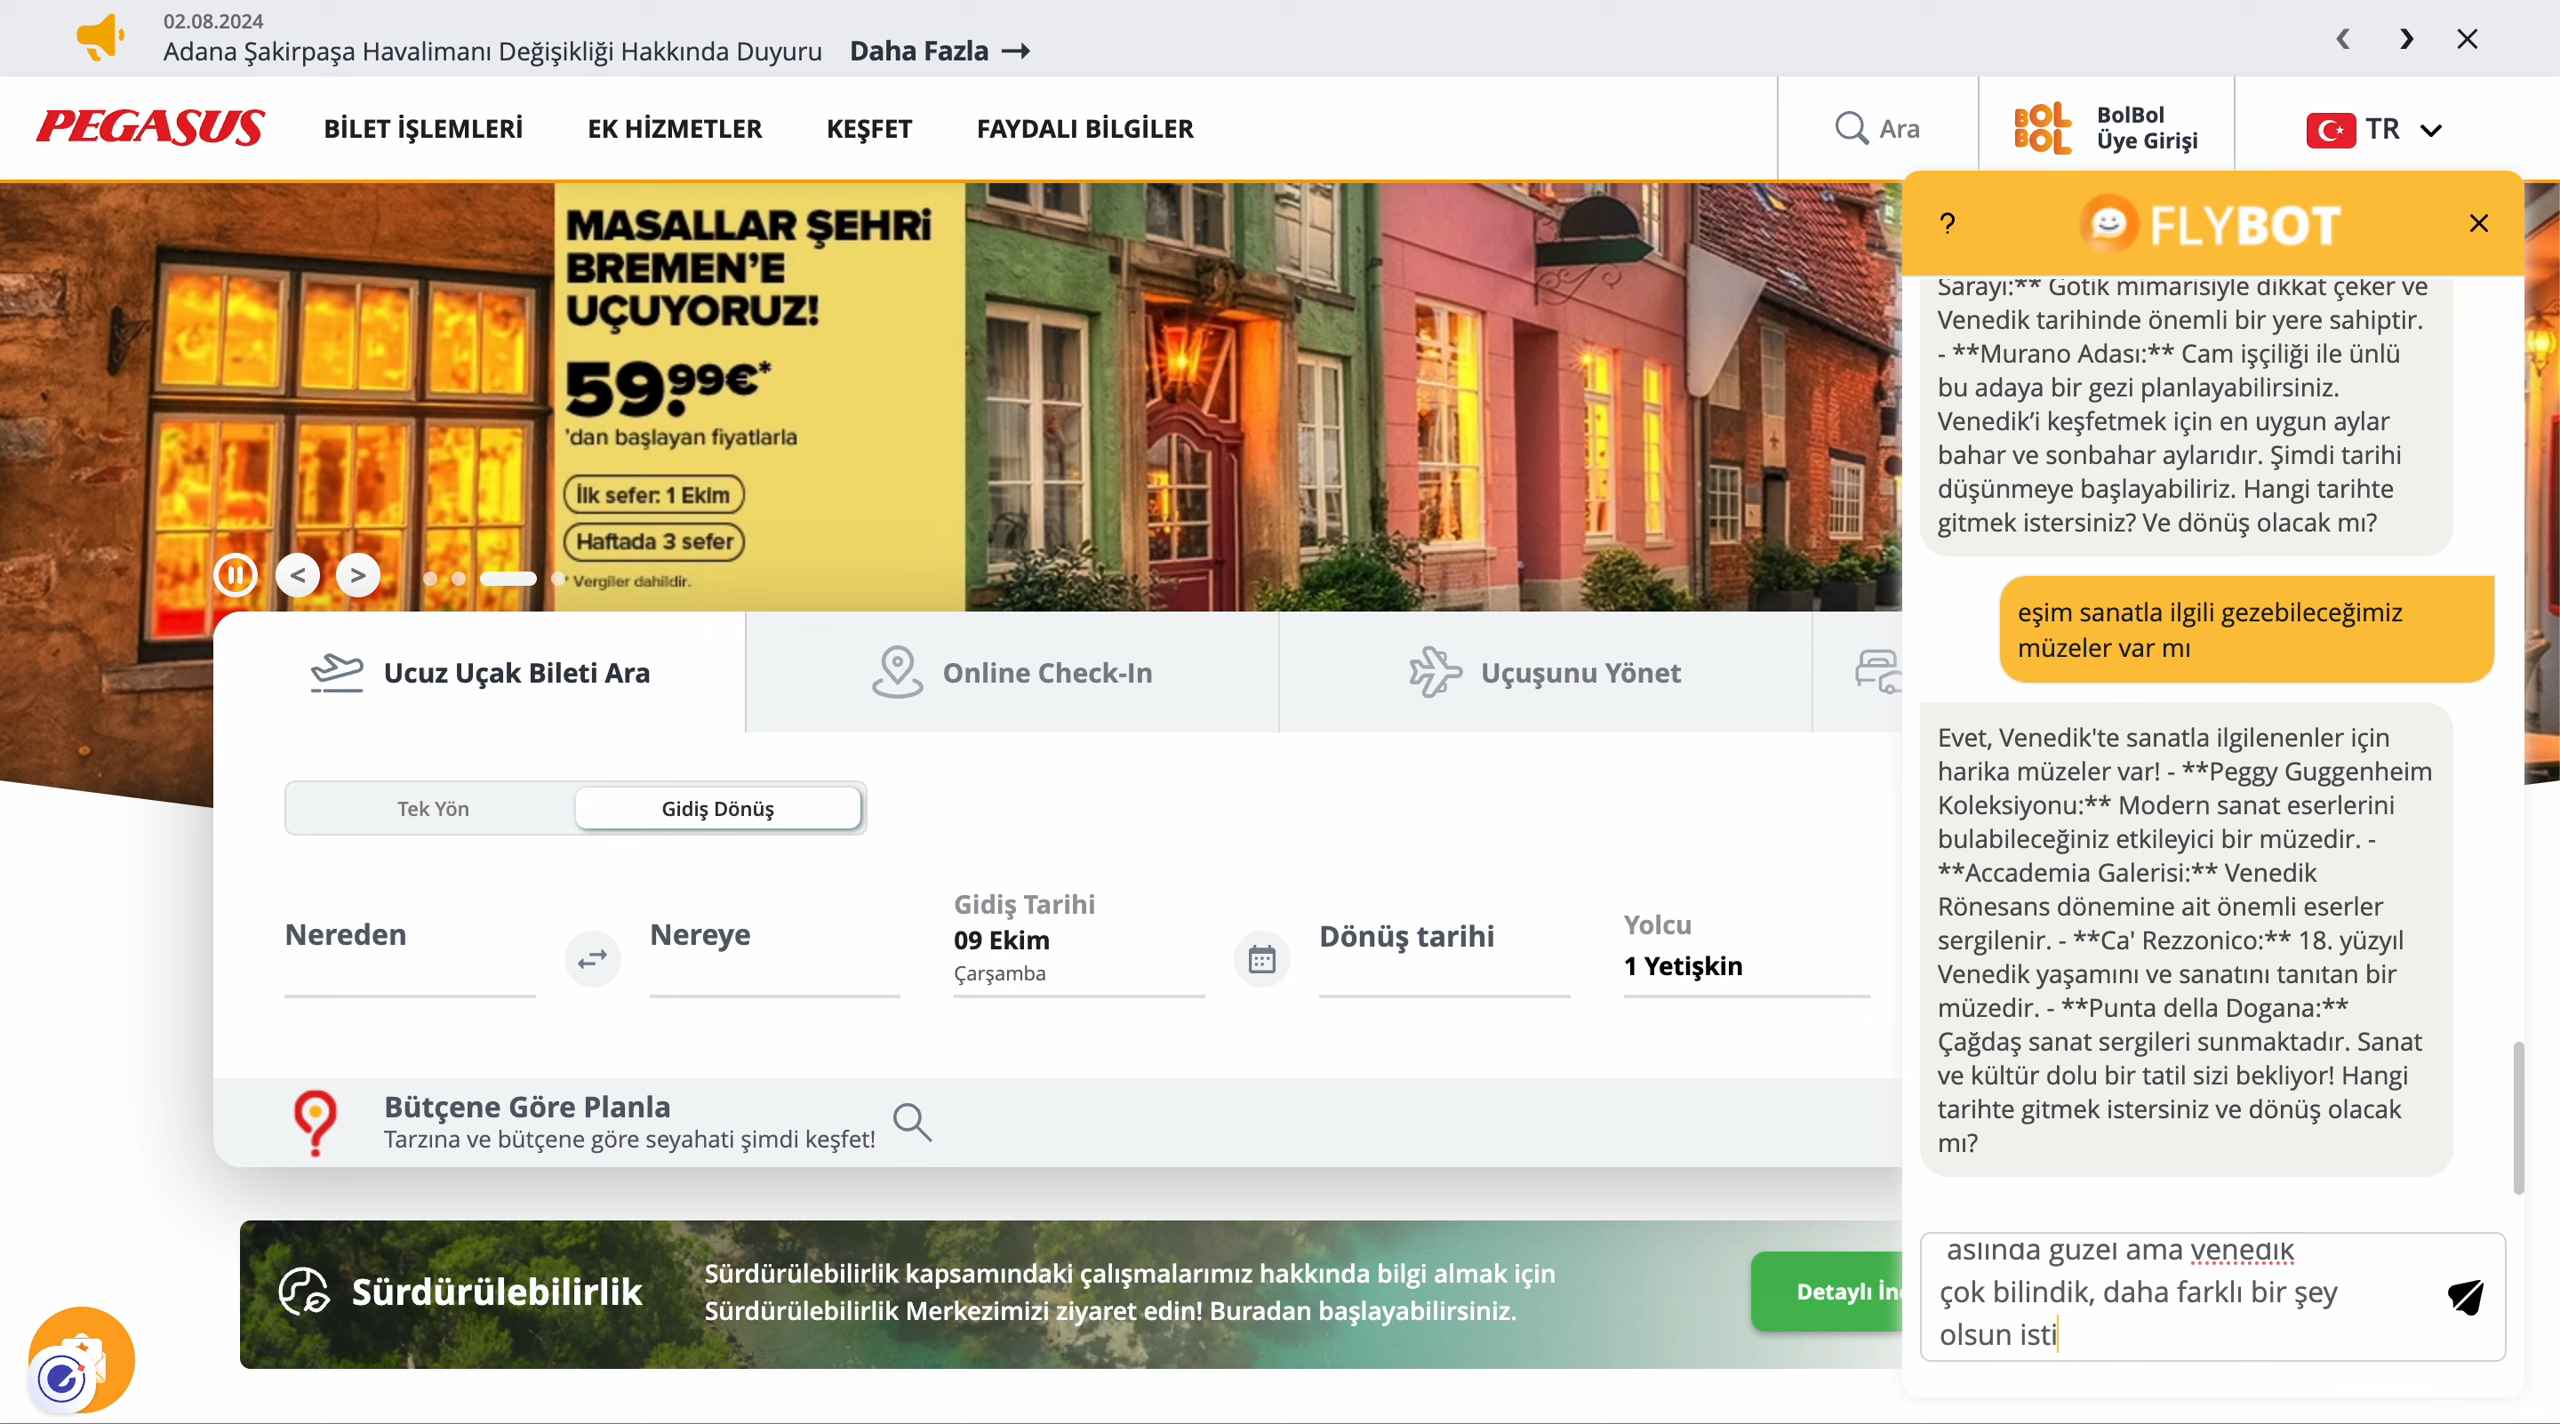 02.08.2024
Adana Şakirpaşa Havalimanı Değişikliği Hakkında Duyuru Daha Fazla →
PEGASUS
BİLET İŞLEMLERİ
EK HİZMETLER
KEŞFET
FAYDALI BİLGİLER
Ara
BOL
BOL
BolBol
Üye Girişi
TR
MASALLAR ŞEHRİ
BREMEN'E
UÇUYORUZ!
59.99€*
'dan başlayan fiyatlarla
İlk sefer: 1 Ekim
Haftada 3 sefer
* Vergiler dahildir.
Ucuz Uçak Bileti Ara
Online Check-In
Uçuşunu Yönet
Tek Yön
Gidiş Dönüş
Nereden
Nereye
Gidiş Tarihi
09 Ekim
Çarşamba
Dönüş tarihi
Yolcu
1 Yetişkin
Bütçene Göre Planla
Tarzına ve bütçene göre seyahati şimdi keşfet!
Sürdürülebilirlik
Sürdürülebilirlik kapsamındaki çalışmalarımız hakkında bilgi almak için
Sürdürülebilirlik Merkezimizi ziyaret edin! Buradan başlayabilirsiniz.
Detaylı İn
?
FLYBOT
Sarayı:** Gotik mimarisiyle dikkat çeker ve
Venedik tarihinde önemli bir yere sahiptir.
- **Murano Adası:** Cam işçiliği ile ünlü
bu adaya bir gezi planlayabilirsiniz.
Venedik'i keşfetmek için en uygun aylar
bahar ve sonbahar aylarıdır. Şimdi tarihi
düşünmeye başlayabiliriz. Hangi tarihte
gitmek istersiniz? Ve dönüş olacak mı?
eşim sanatla ilgili gezebileceğimiz
müzeler var mı
Evet, Venedik'te sanatla ilgilenenler için
harika müzeler var! - **Peggy Guggenheim
Koleksiyonu:** Modern sanat eserlerini
bulabileceğiniz etkileyici bir müzedir. -
**Accademia Galerisi:** Venedik
Rönesans dönemine ait önemli eserler
sergilenir. - **Ca' Rezzonico:** 18. yüzyıl
Venedik yaşamını ve sanatını tanıtan bir
müzedir. - **Punta della Dogana:**
Çağdaş sanat sergileri sunmaktadır. Sanat
ve kültür dolu bir tatil sizi bekliyor! Hangi
tarihte gitmek istersiniz ve dönüş olacak
mı?
aslında güzel ama venedik
çok bilindik, daha farklı bir şey
olsun isti